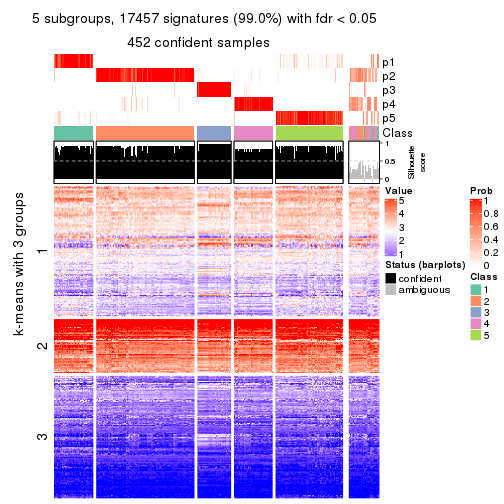 5 subgroups, 17457 signatures (99.0%) with fdr < 0.05
452 confident samples
p1
p2
p3
p4
p5
Class
1
0.5
0
Silhouette
score
k-means with 3 groups
1
2
3
Value
5
4
3
2
1
Status (barplots)
confident
ambiguous
Prob
1
0.8
0.6
0.4
0.2
0
Class
1
2
3
4
5